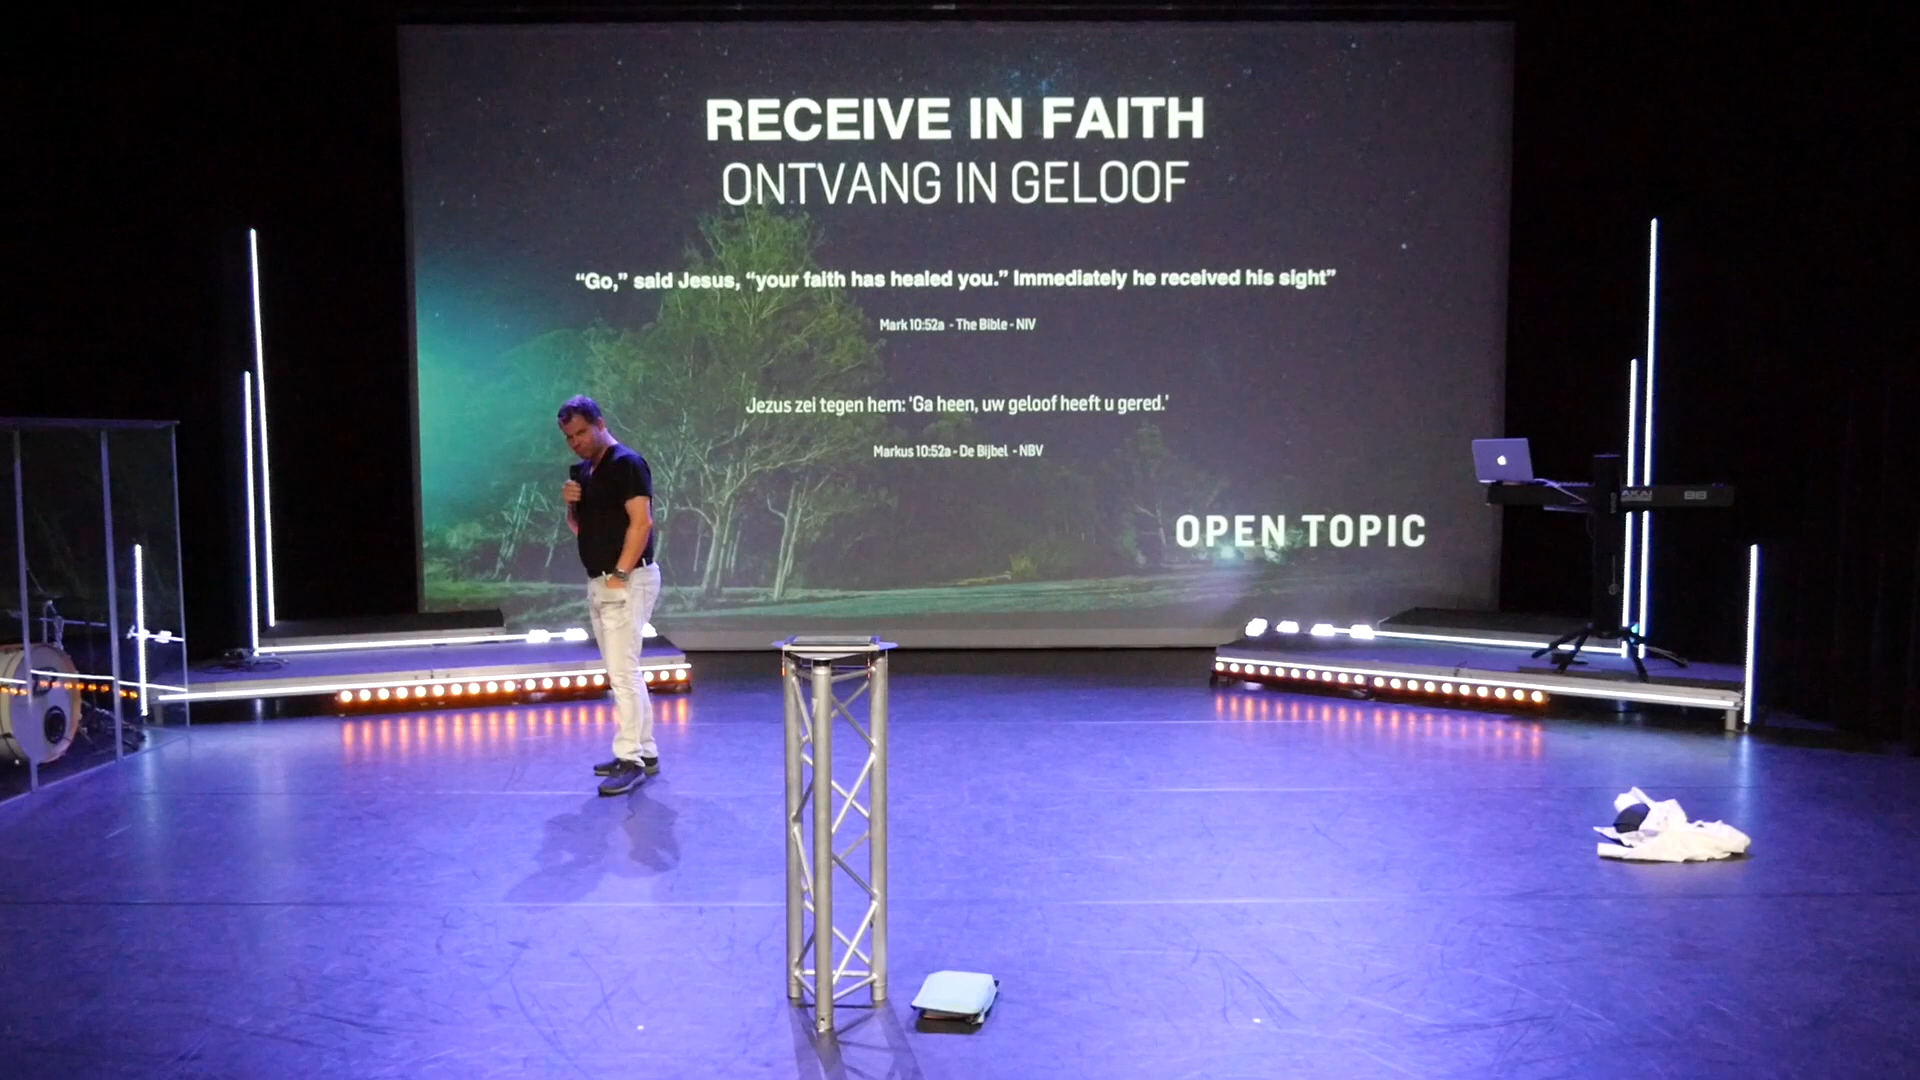 RECEIVE IN FAITH
ONTVANG IN GELOOF
“Go,” said Jesus, “your faith has healed you.” Immediately he received his sight”
Mark 10:52a - The Bible - NIV
Jezus zei tegen hem: 'Ga heen, uw geloof heeft u gered.'
Markus 10:52a - De Bijbel - NBV
OPEN TOPIC
AKAI
88